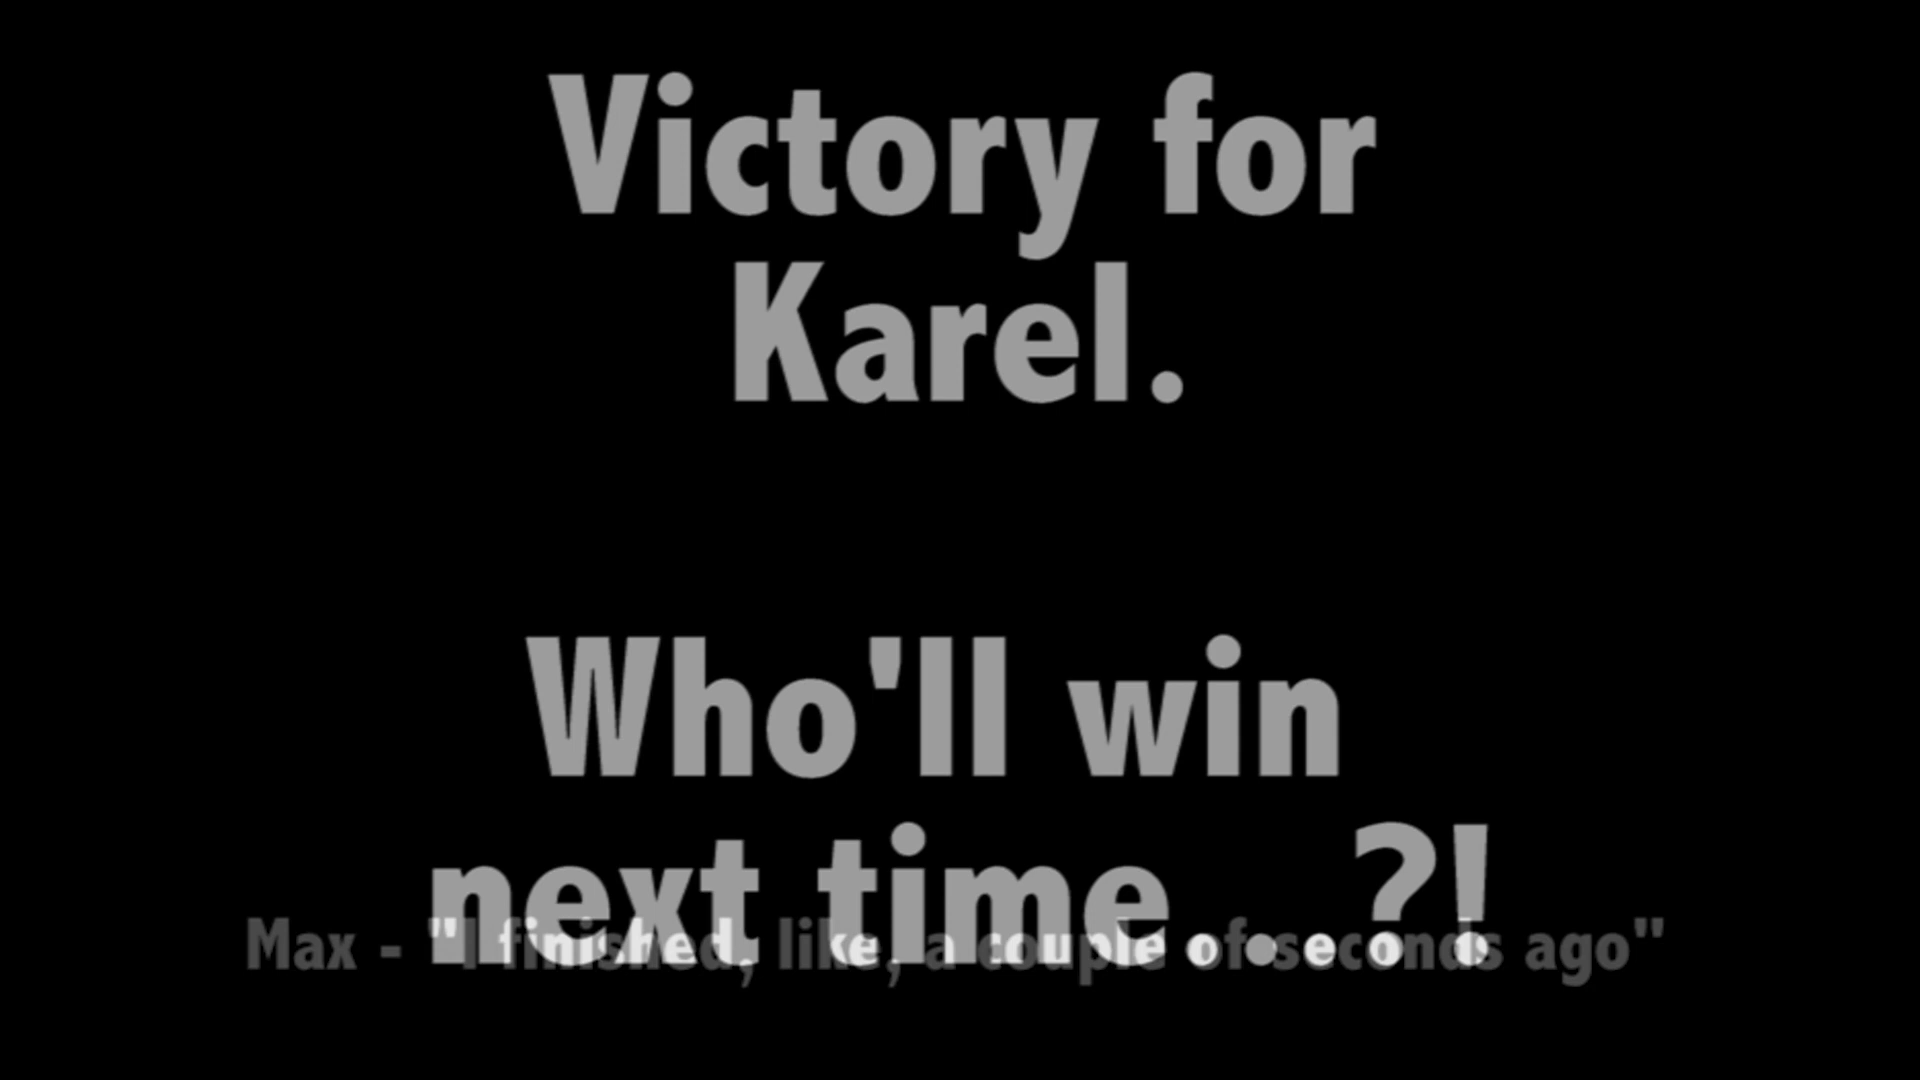 Victory for
Karel.
Who'll win
next time....?!
Max - "I finished, like, a couple of seconds ago"